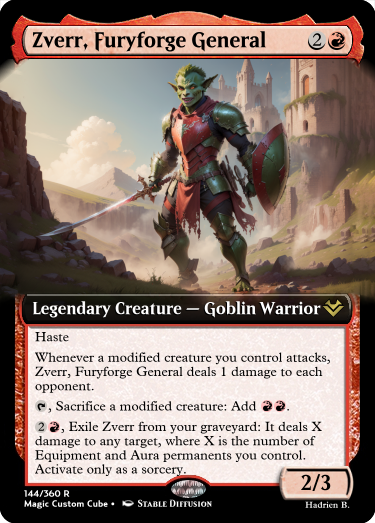 Zverr, Furyforge General 2
Legendary Creature — Goblin Warrior
Haste
Whenever a modified creature you control attacks,
Zverr, Furyforge General deals 1 damage to each
opponent.
, Sacrifice a modified creature: Add .
2 , Exile Zverr from your graveyard: It deals X
damage to any target, where X is the number of
Equipment and Aura permanents you control.
Activate only as a sorcery.
2/3
144/360 R
Magic Custom Cube • Stable Diffusion
Hadrien B.